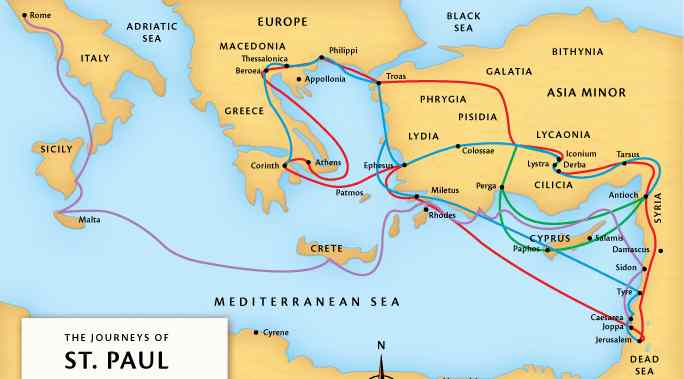 Rome
EUROPE
BLACK
SEA
ADRIATIC
SEA
MACEDONIA
Thessalonica
Philippi
BITHYNIA
ITALY
Beroea
Appollonia
Troas
GALATIA
ASIA MINOR
GREECE
PHRYGIA
PISIDIA
SICILY
LYDIA
LYCAONIA
Colossae
Iconium
Tarsus
Corinth
Athens
Ephesus
Lystra
Derba
CILICIA
Patmos
Miletus
Perga
Antioch
Malta
Rhodes
SYRIA
CRETE
CYPRUS
Salamis
Paphos
Damascus
Sidon
MEDITERRANEAN SEA
Tyre
Caesarea
Joppa
Jerusalem
Cyrene
DEAD
SEA
N
THE JOURNEYS OF
ST. PAUL